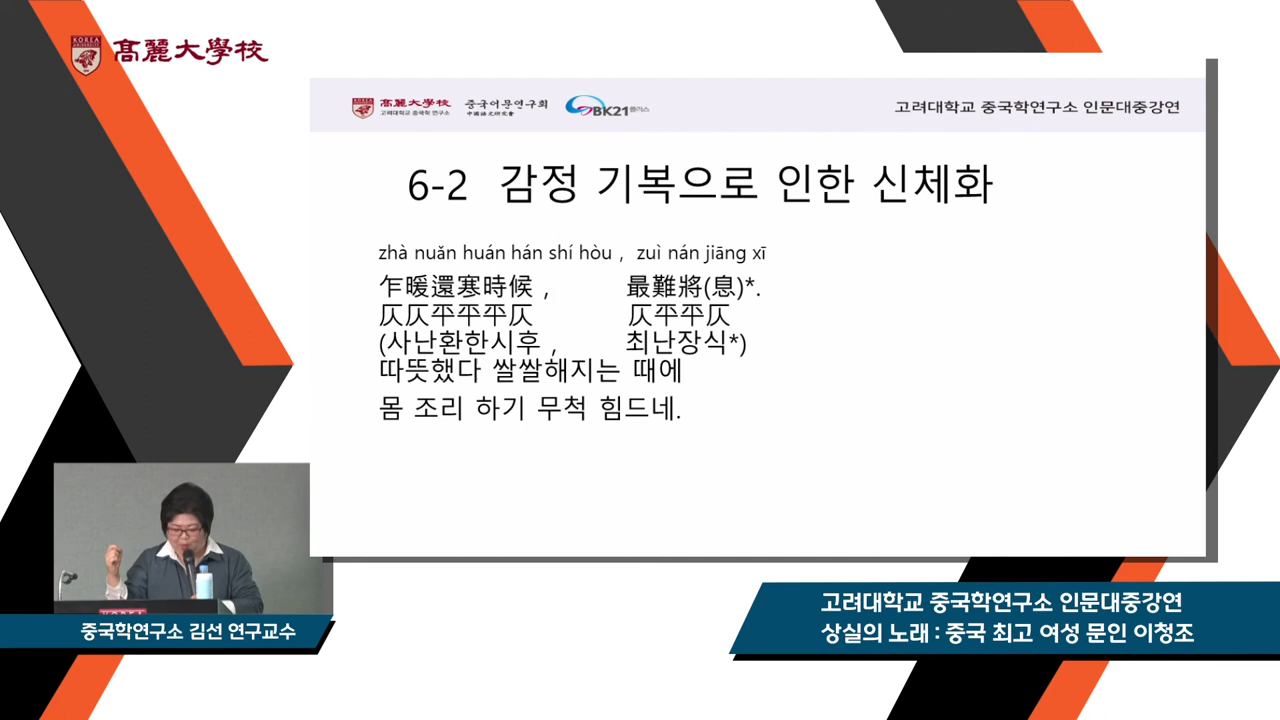 KOREA
UNIVERSITY
高麗大學校
高麗大學校
고려대학교 중국학 연구소
중국어문연구회
中國語文硏究會
BK21플러스
고려대학교 중국학연구소 인문대중강연
6-2 감정 기복으로 인한 신체화
zhà nuǎn huán hán shí hòu , zuì nán jiāng xī
乍暖還寒時候 , 最難將(息)*.
仄仄平平平仄 仄平平仄
(사난환한시후 , 최난장식*)
따뜻했다 쌀쌀해지는 때에
몸 조리 하기 무척 힘드네.
KOREA
중국학연구소 김선 연구교수
고려대학교 중국학연구소 인문대중강연
상실의 노래 : 중국 최고 여성 문인 이청조